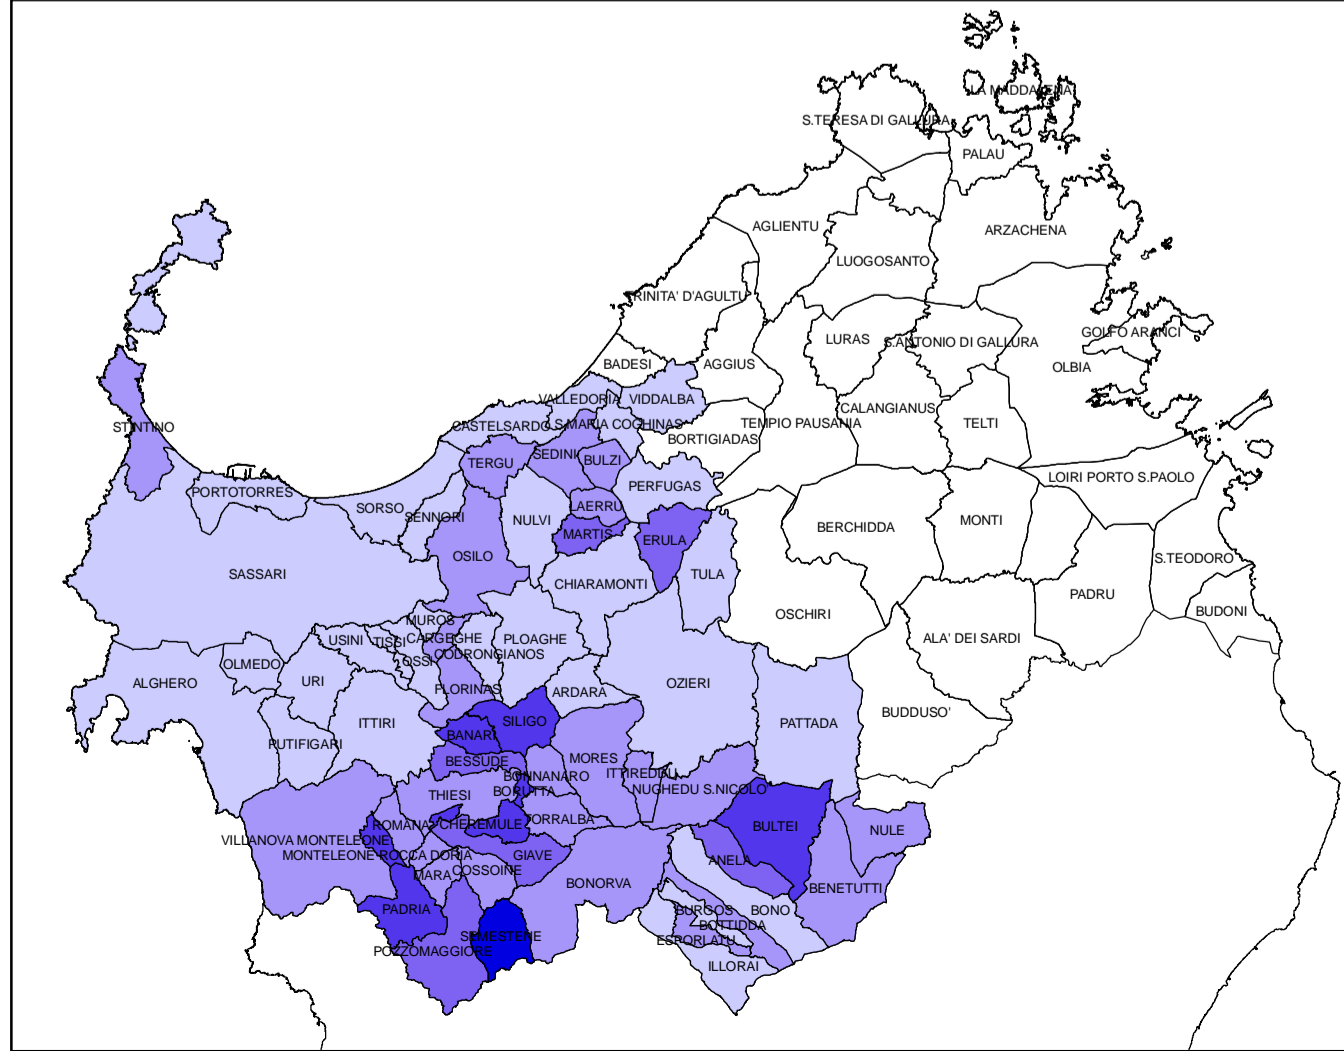 LA MADDALENA
S.TERESA DI GALLURA
PALAU
AGLIENTU
ARZACHENA
LUOGOSANTO
TRINITA' D'AGULTU
GOLFO ARANCI
LURAS
S.ANTONIO DI GALLURA
BADESI
AGGIUS
OLBIA
VALLEDORIA
VIDDALBA
CALANGIANUS
CASTELSARDO
S.MARIA COGHINAS
TEMPIO PAUSANIA
TELTI
STINTINO
BORTIGIADAS
SEDINI
BULZI
TERGU
LOIRI PORTO S.PAOLO
PERFUGAS
PORTOTORRES
SORSO
LAERRU
SENNORI
NULVI
MONTI
BERCHIDDA
MARTIS
ERULA
OSILO
S.TEODORO
SASSARI
TULA
CHIARAMONTI
PADRU
BUDONI
OSCHIRI
MUROS
USINI
TISSI
CARGEGHE
PLOAGHE
ALA' DEI SARDI
CODRONGIANOS
OSSI
OLMEDO
ALGHERO
URI
OZIERI
FLORINAS
ARDARA
BUDDUSO'
ITTIRI
SILIGO
PATTADA
BANARI
PUTIFIGARI
MORES
BESSUDE
ITTIREDDU
BONNANARO
NUGHEDU S.NICOLO'
BORUTTA
THIESI
TORRALBA
ROMANA
CHEREMULE
BULTEI
NULE
VILLANOVA MONTELEONE
MONTELEONE ROCCA DORIA
GIAVE
ANELA
COSSOINE
MARA
BONORVA
BENETUTTI
PADRIA
BURGOS
BONO
BOTTIDDA
SEMESTENE
ESPORLATU
POZZOMAGGIORE
ILLORAI